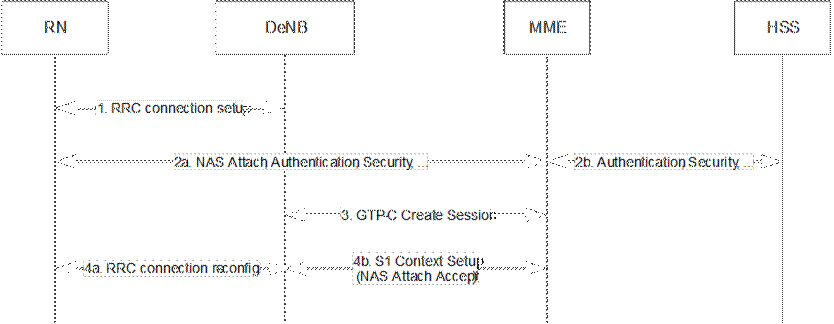 RN DeNB MME HSS
1. RRC connection setup
2a. NAS Attach Authentication Security, ... 2b. Authentication Security, ...
3. GTP-C Create Session
4a. RRC connection reconfig 4b. S1 Context Setup
(NAS Attach Accept)